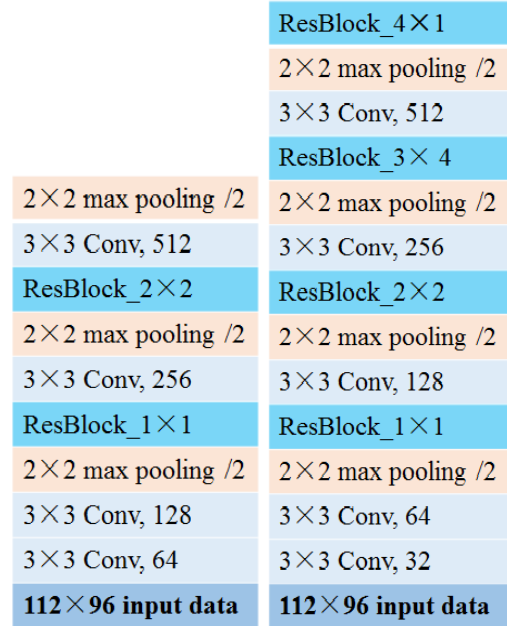 2×2 max pooling /2
3×3 Conv, 512
ResBlock_2×2
2×2 max pooling /2
3×3 Conv, 256
ResBlock_1×1
2×2 max pooling /2
3×3 Conv, 128
3×3 Conv, 64
112×96 input data
ResBlock_4×1
2×2 max pooling /2
3×3 Conv, 512
ResBlock_3× 4
2×2 max pooling /2
3×3 Conv, 256
ResBlock_2×2
2×2 max pooling /2
3×3 Conv, 128
ResBlock_1×1
2×2 max pooling /2
3×3 Conv, 64
3×3 Conv, 32
112×96 input data